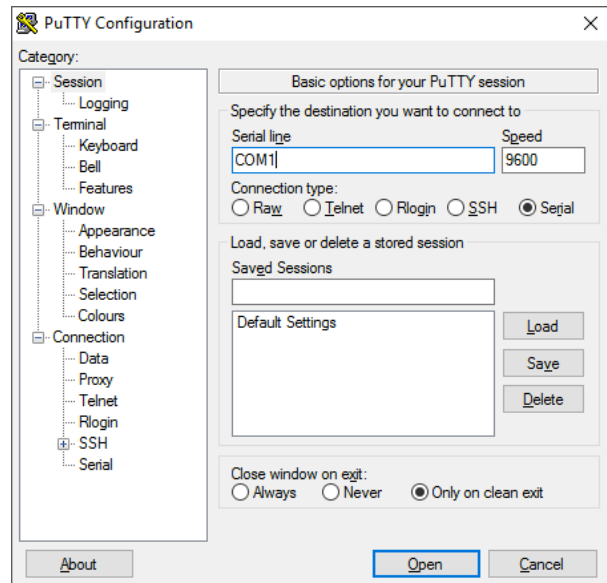 PuTTY Configuration
Category:
Session
Logging
Terminal
Keyboard
Bell
Features
Window
Appearance
Behaviour
Translation
Selection
Colours
Connection
Data
Proxy
Telnet
Rlogin
SSH
Serial
Basic options for your PuTTY session
Specify the destination you want to connect to
Serial line Speed
COM1 9600
Connection type:
Raw Telnet Rlogin SSH Serial
Load, save or delete a stored session
Saved Sessions
Default Settings
Load
Save
Delete
Close window on exit:
Always Never Only on clean exit
About Open Cancel